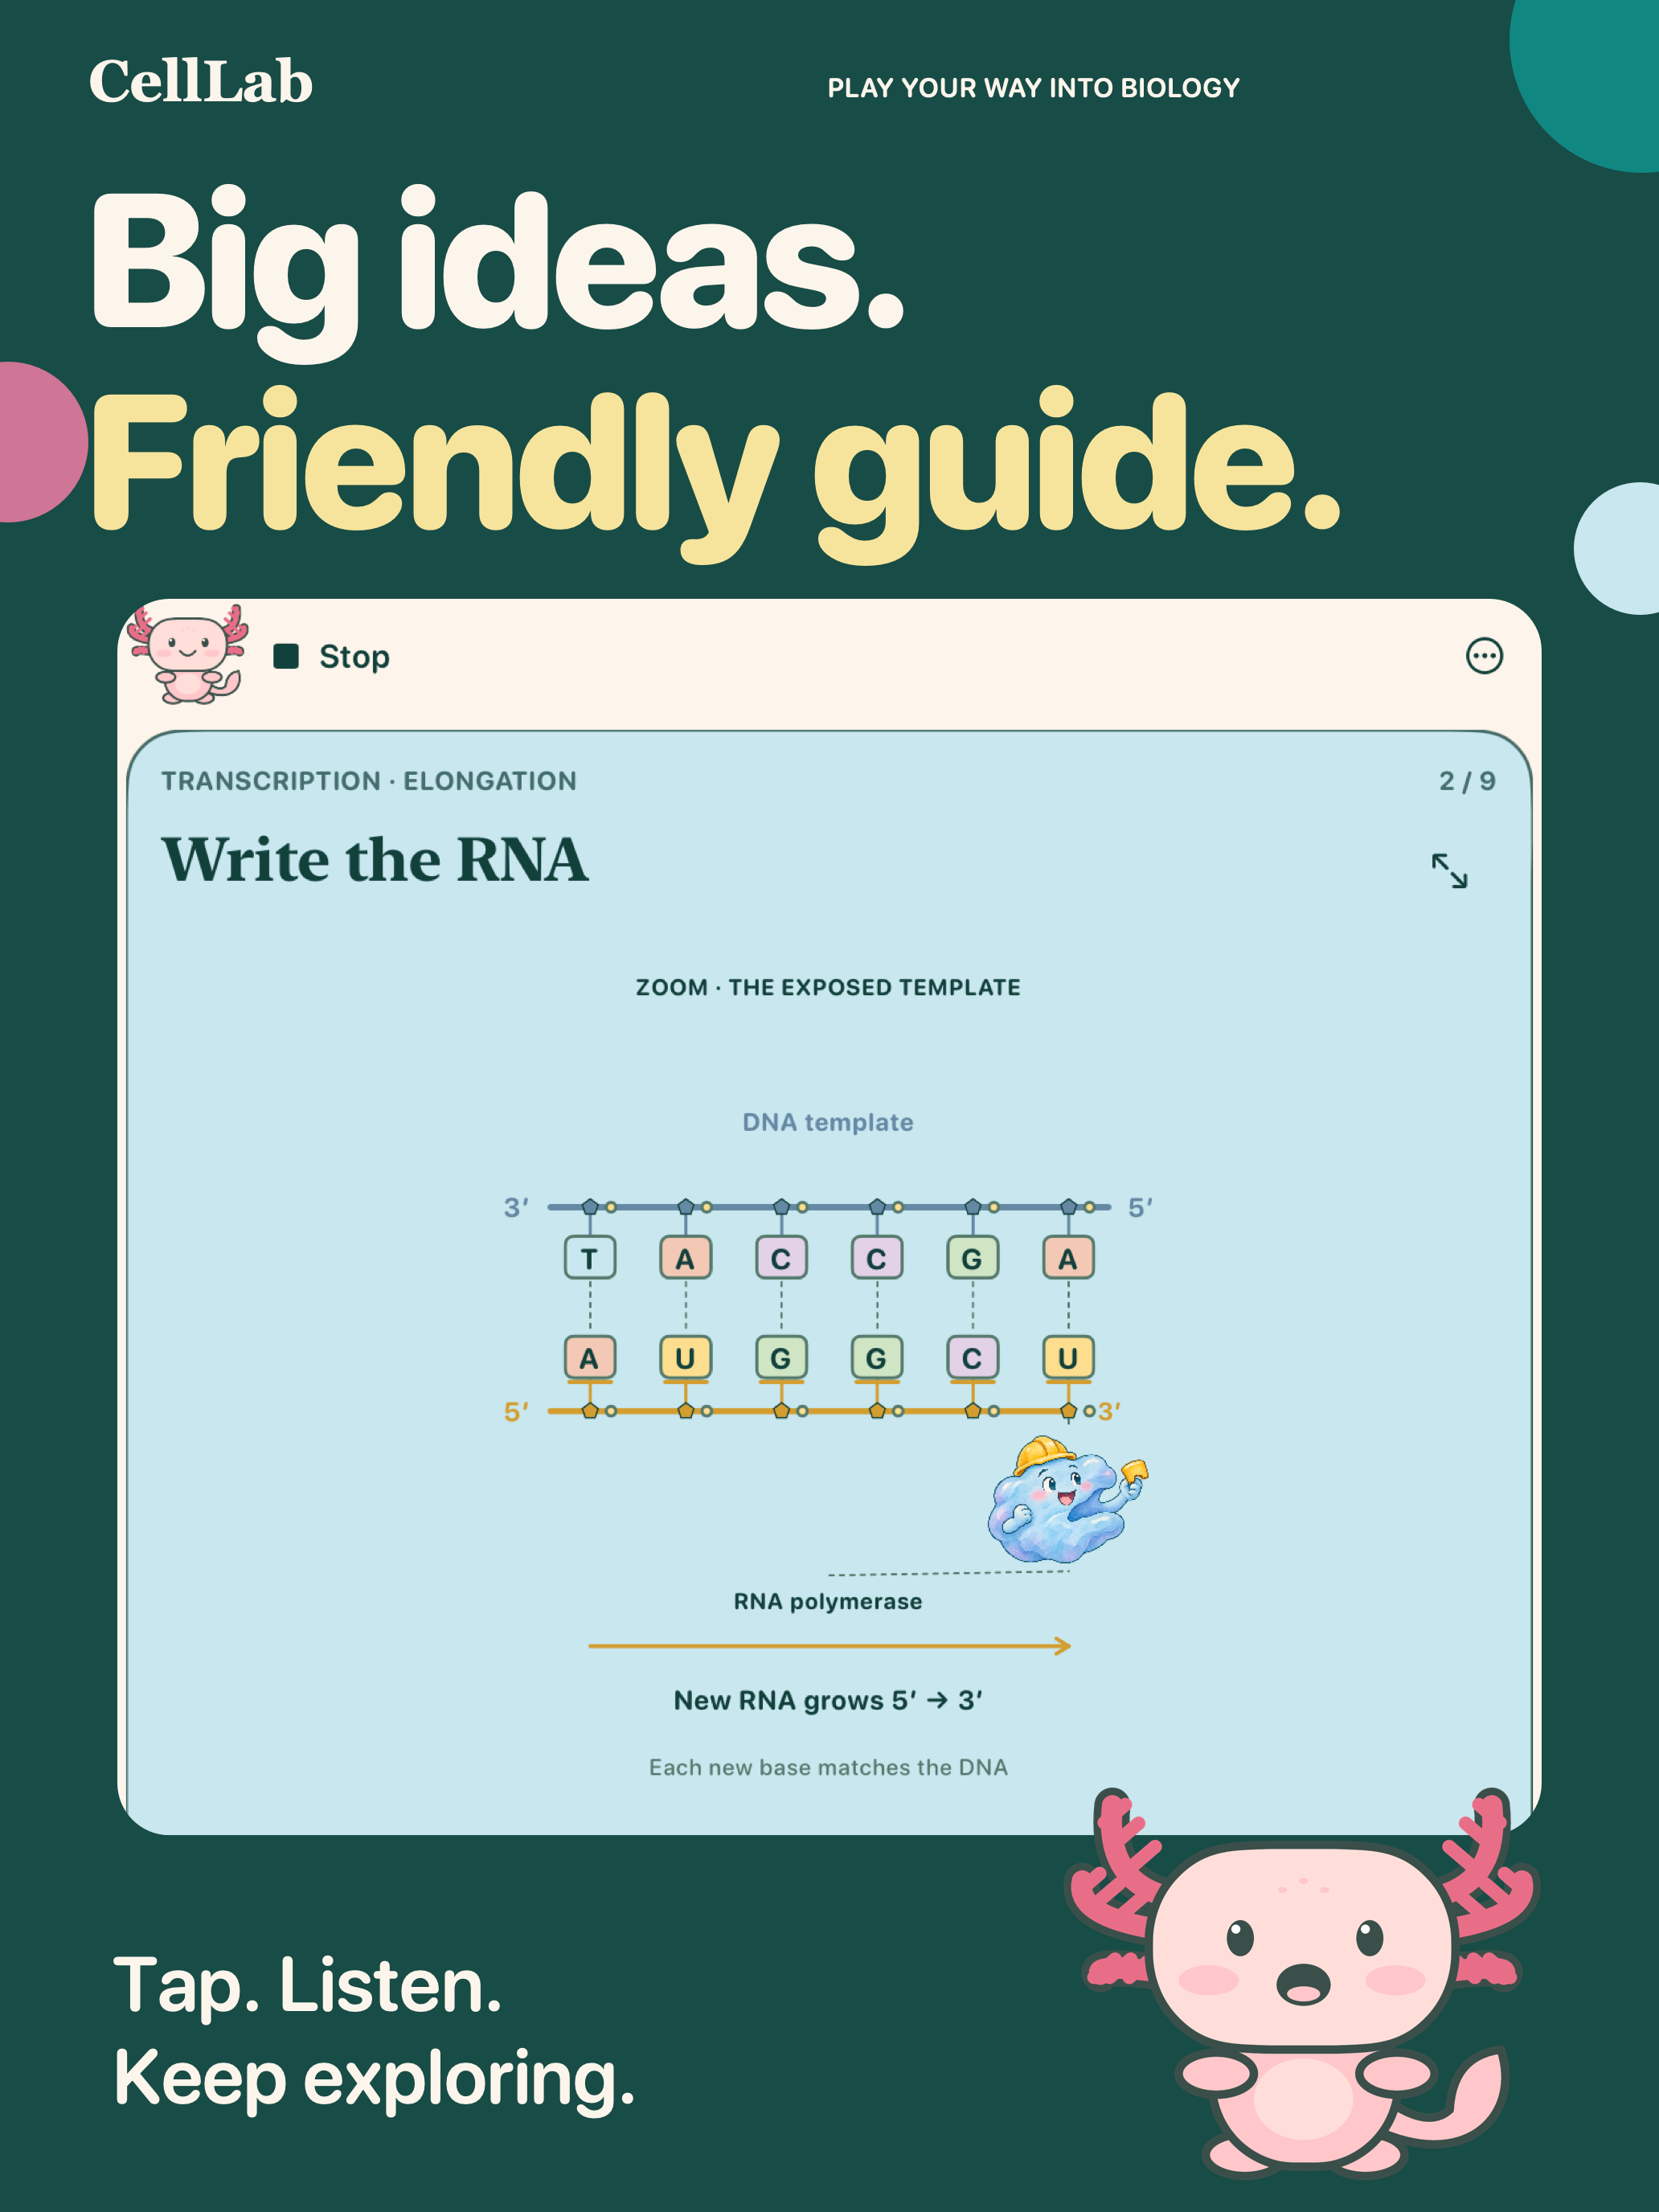 CellLab
PLAY YOUR WAY INTO BIOLOGY
Big ideas.
Friendly guide.
Stop
TRANSCRIPTION · ELONGATION
2 / 9
Write the RNA
ZOOM · THE EXPOSED TEMPLATE
DNA template
3′ 5′
T A C C G A
A U G G C U
5′ 3′
RNA polymerase
New RNA grows 5′ → 3′
Each new base matches the DNA
Tap. Listen.
Keep exploring.